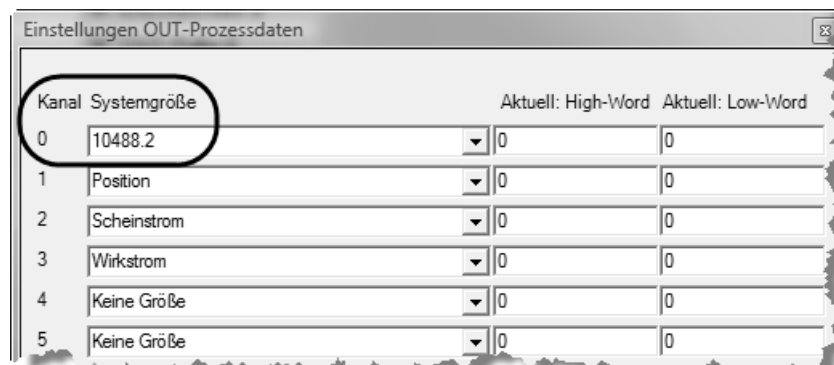 Einstellungen OUT-Prozessdaten
Kanal Systemgröße Aktuell: High-Word Aktuell: Low-Word
0 10488.2 0 0
1 Position 0 0
2 Scheinstrom 0 0
3 Wirkstrom 0 0
4 Keine Größe 0 0
5 Keine Größe 0 0